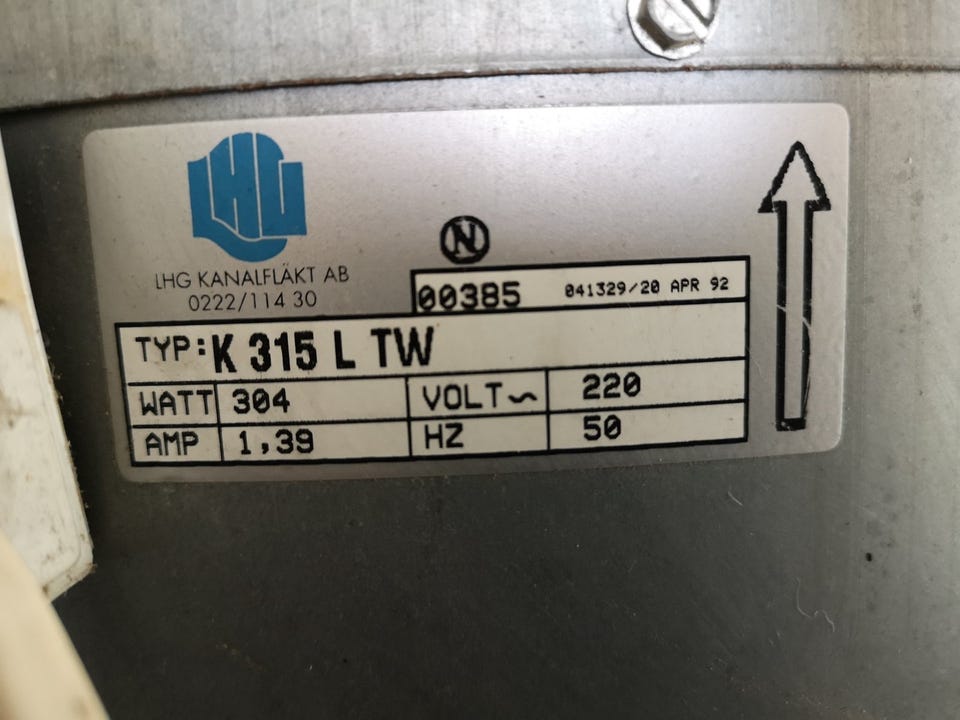 LHG
LHG KANALFLÄKT AB
0222/114 30
N
00385 041329/20 APR 92
TYP: K 315 L TW
WATT 304 VOLT~ 220
AMP 1,39 HZ 50